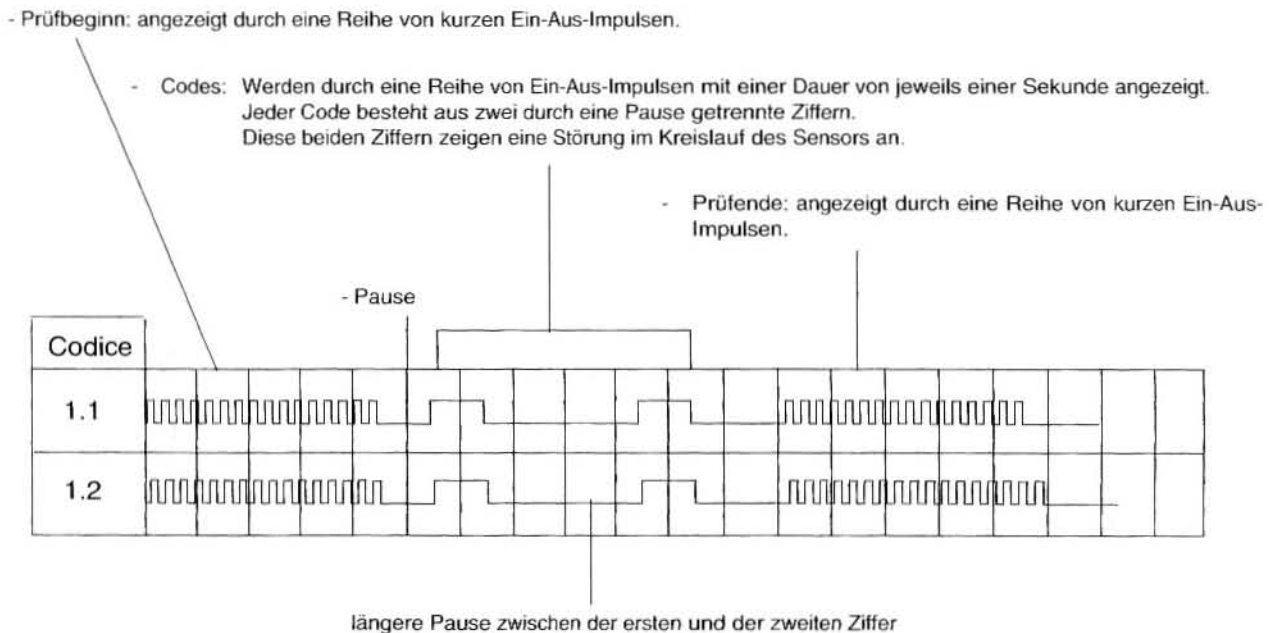 - Prüfbeginn: angezeigt durch eine Reihe von kurzen Ein-Aus-Impulsen.
- Codes: Werden durch eine Reihe von Ein-Aus-Impulsen mit einer Dauer von jeweils einer Sekunde angezeigt.
Jeder Code besteht aus zwei durch eine Pause getrennte Ziffern.
Diese beiden Ziffern zeigen eine Störung im Kreislauf des Sensors an.
- Prüfende: angezeigt durch eine Reihe von kurzen Ein-Aus-
Impulsen.
- Pause
Codice
1.1
1.2
längere Pause zwischen der ersten und der zweiten Ziffer